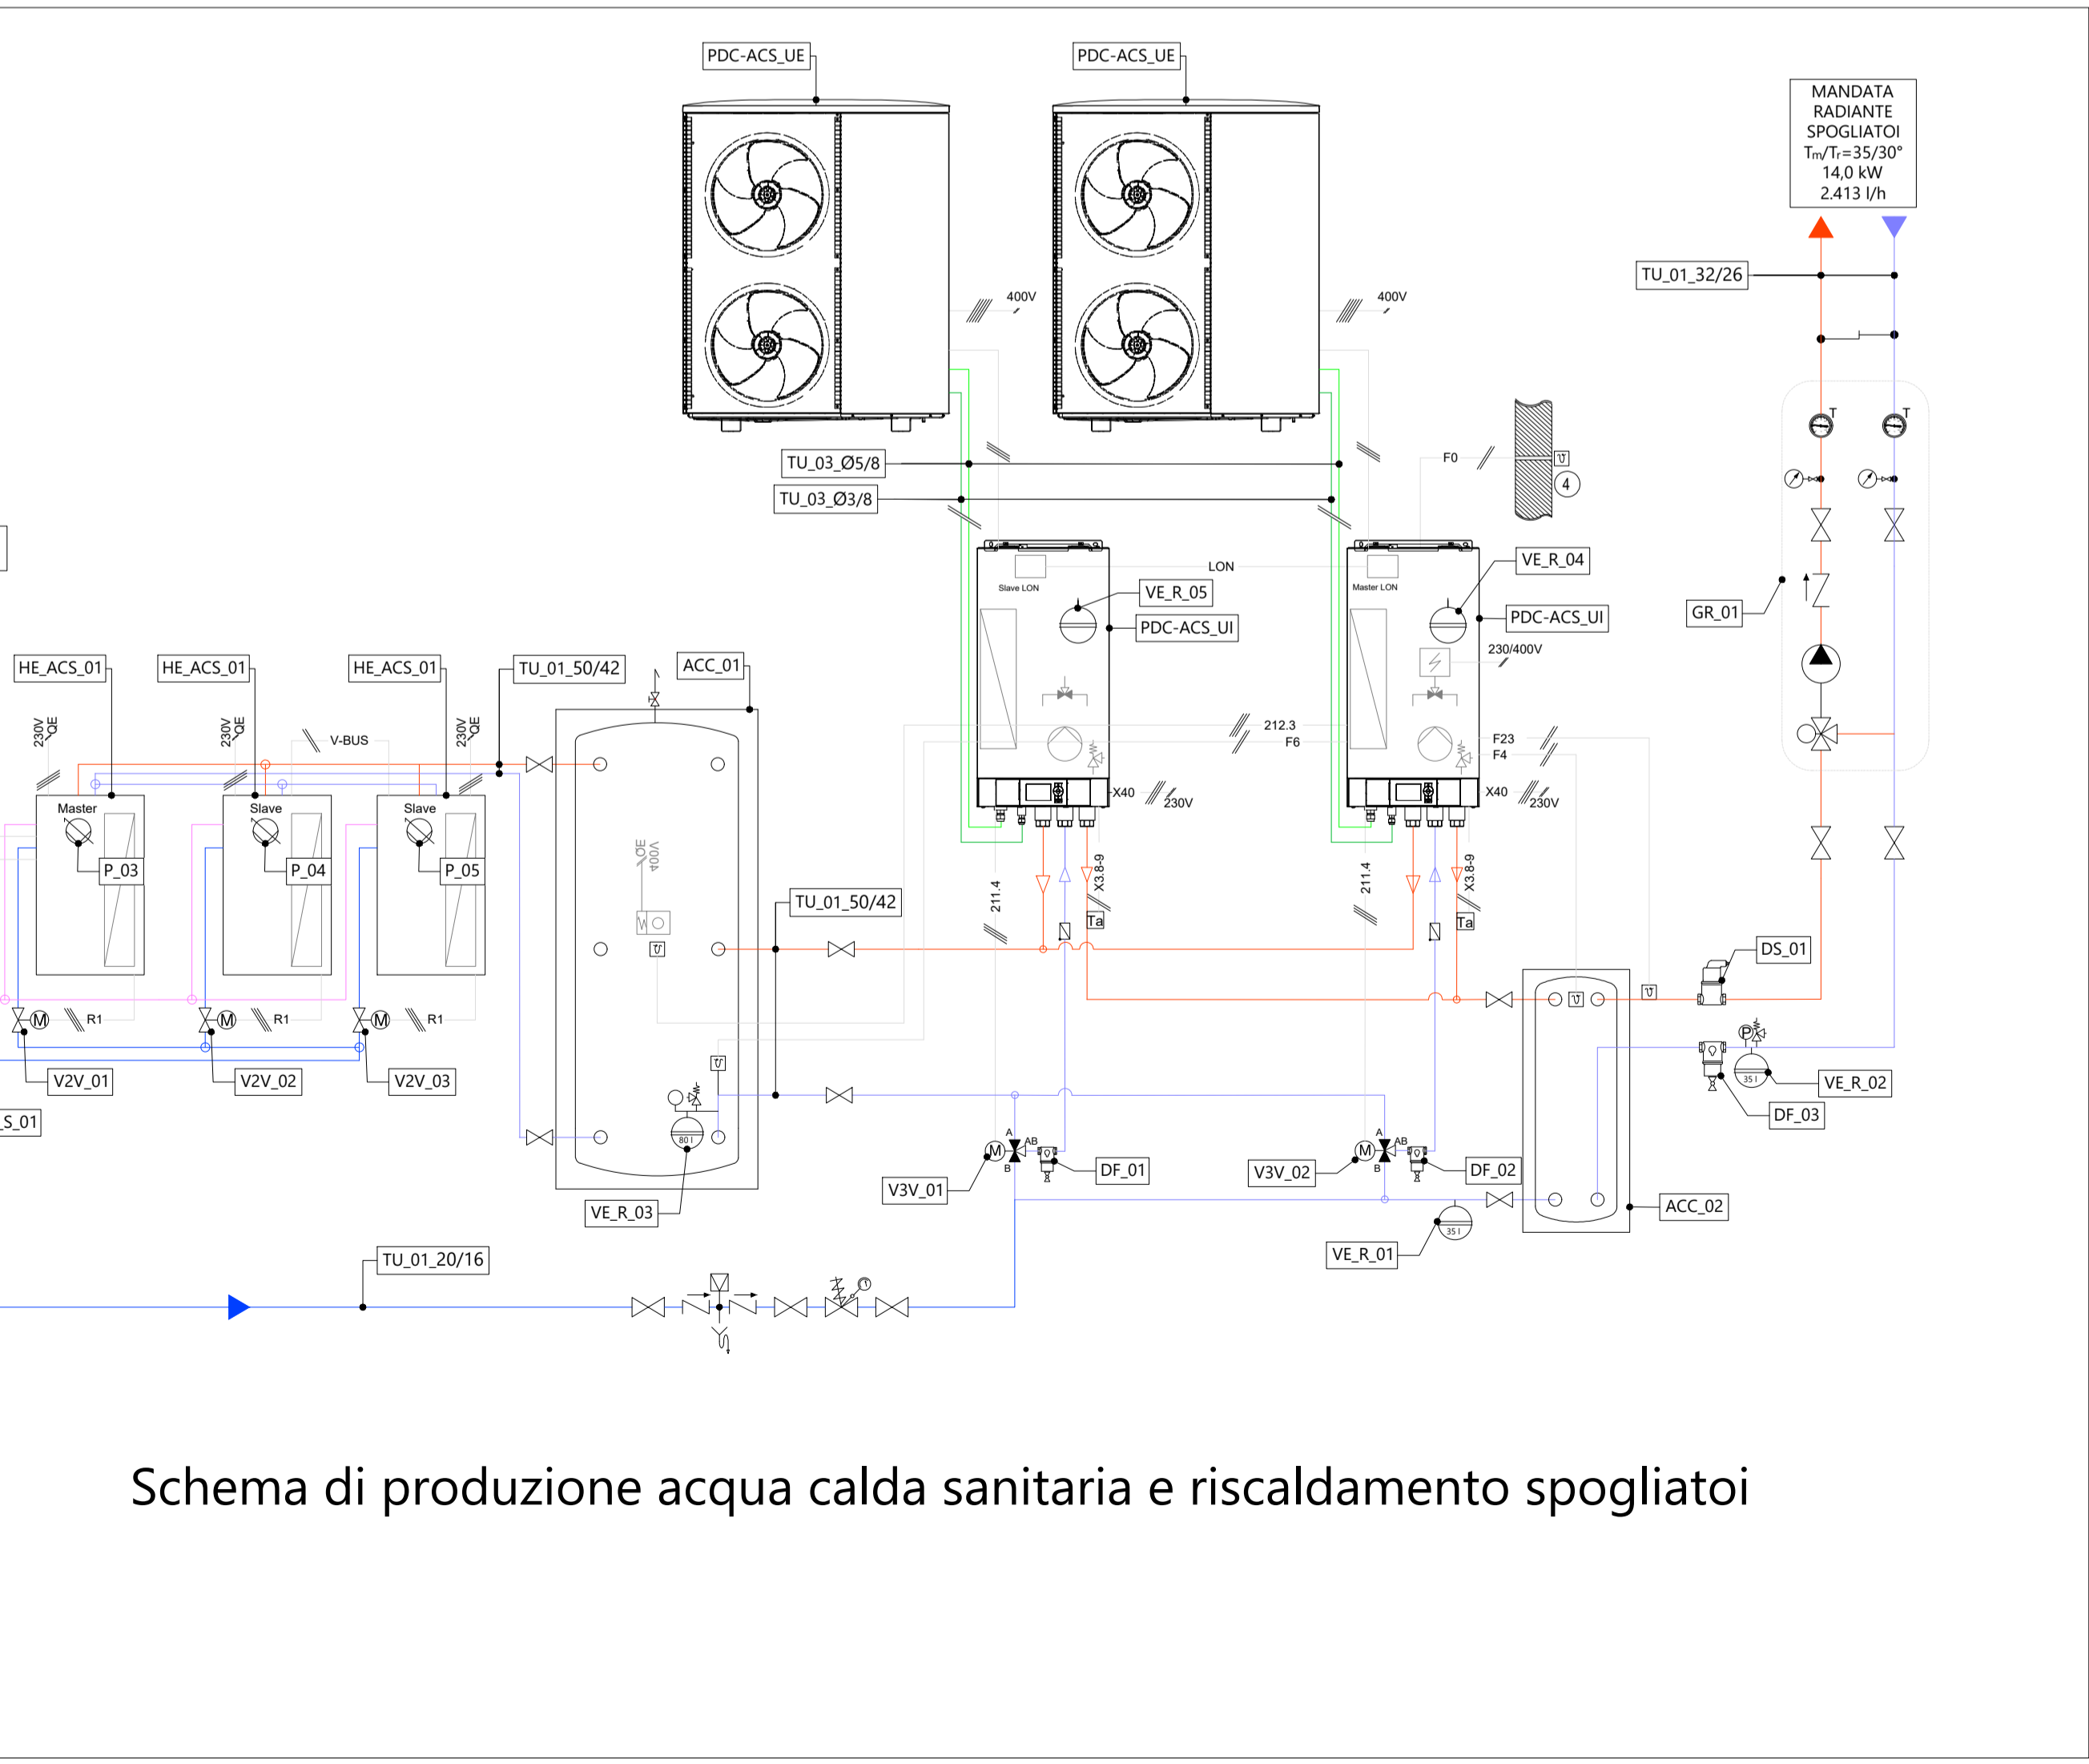 PDC-ACS_UE
PDC-ACS_UE
MANDATA
RADIANTE
SPOGLIATOI
Tm/Tr=35/30°
14,0 kW
2.413 l/h
TU_01_32/26
400V
400V
T
T
TU_03_Ø5/8
F0
4
TU_03_Ø3/8
LON
VE_R_04
Slave LON
Master LON
VE_R_05
PDC-ACS_UI
PDC-ACS_UI
GR_01
230/400V
HE_ACS_01
HE_ACS_01
HE_ACS_01
TU_01_50/42
ACC_01
230V
QE
230V
QE
230V
QE
V-BUS
212.3
F6
F23
F4
X40
230V
X40
230V
Master
Slave
Slave
P_03
P_04
P_05
400V
QE
211.4
X3.8-9
211.4
X3.8-9
TU_01_50/42
Ta
Ta
DS_01
M
R1
M
R1
M
R1
P
35 l
V2V_01
V2V_02
V2V_03
VE_R_02
DF_03
S_01
80 l
A
AB
M
B
A
AB
M
B
DF_01
DF_02
V3V_01
V3V_02
VE_R_03
ACC_02
35 l
VE_R_01
TU_01_20/16
Schema di produzione acqua calda sanitaria e riscaldamento spogliatoi